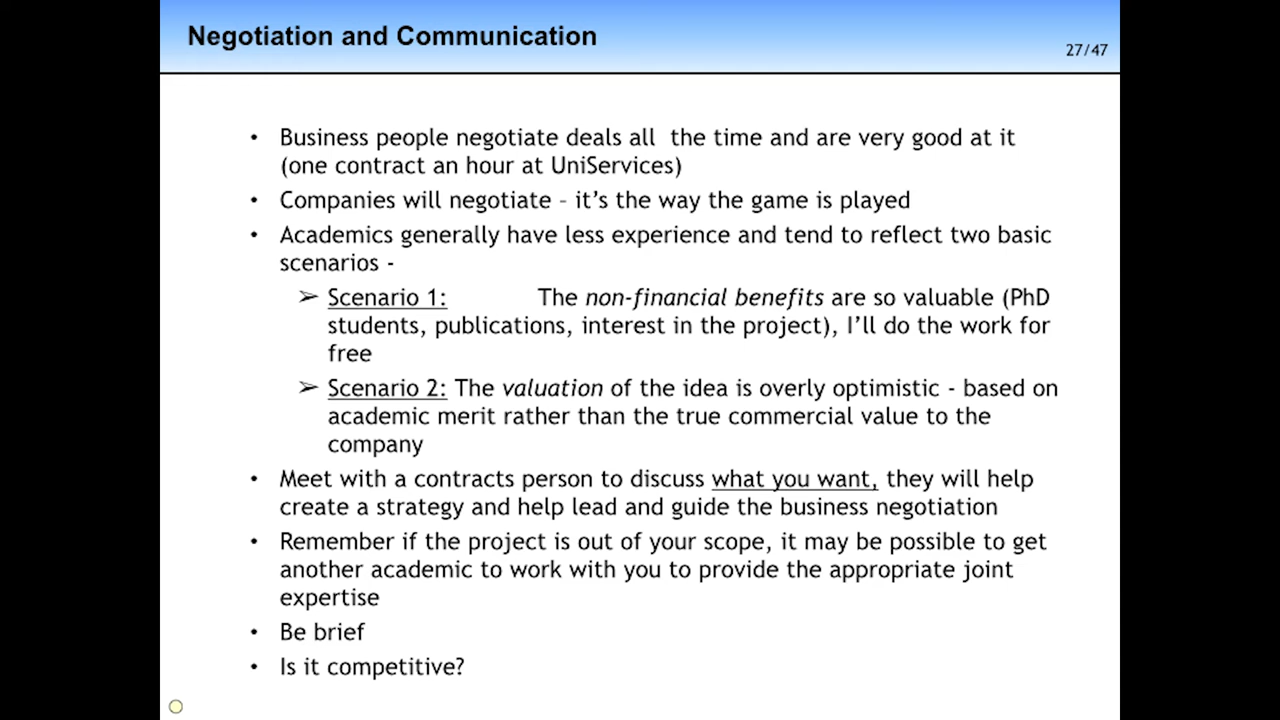 Negotiation and Communication
27/47
• Business people negotiate deals all  the time and are very good at it
(one contract an hour at UniServices)
• Companies will negotiate – it’s the way the game is played
• Academics generally have less experience and tend to reflect two basic
scenarios -
➢ Scenario 1: The non-financial benefits are so valuable (PhD
students, publications, interest in the project), I’ll do the work for
free
➢ Scenario 2: The valuation of the idea is overly optimistic - based on
academic merit rather than the true commercial value to the
company
• Meet with a contracts person to discuss what you want, they will help
create a strategy and help lead and guide the business negotiation
• Remember if the project is out of your scope, it may be possible to get
another academic to work with you to provide the appropriate joint
expertise
• Be brief
• Is it competitive?